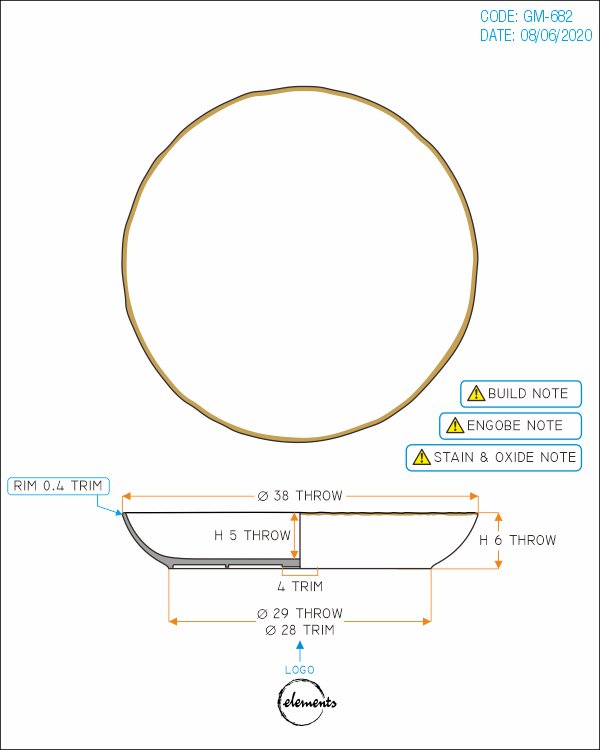 CODE: GM-682
DATE: 08/06/2020
BUILD NOTE
ENGOBE NOTE
STAIN & OXIDE NOTE
RIM 0.4 TRIM
Ø 38 THROW
H 5 THROW
H 6 THROW
4 TRIM
Ø 29 THROW
Ø 28 TRIM
LOGO
elements